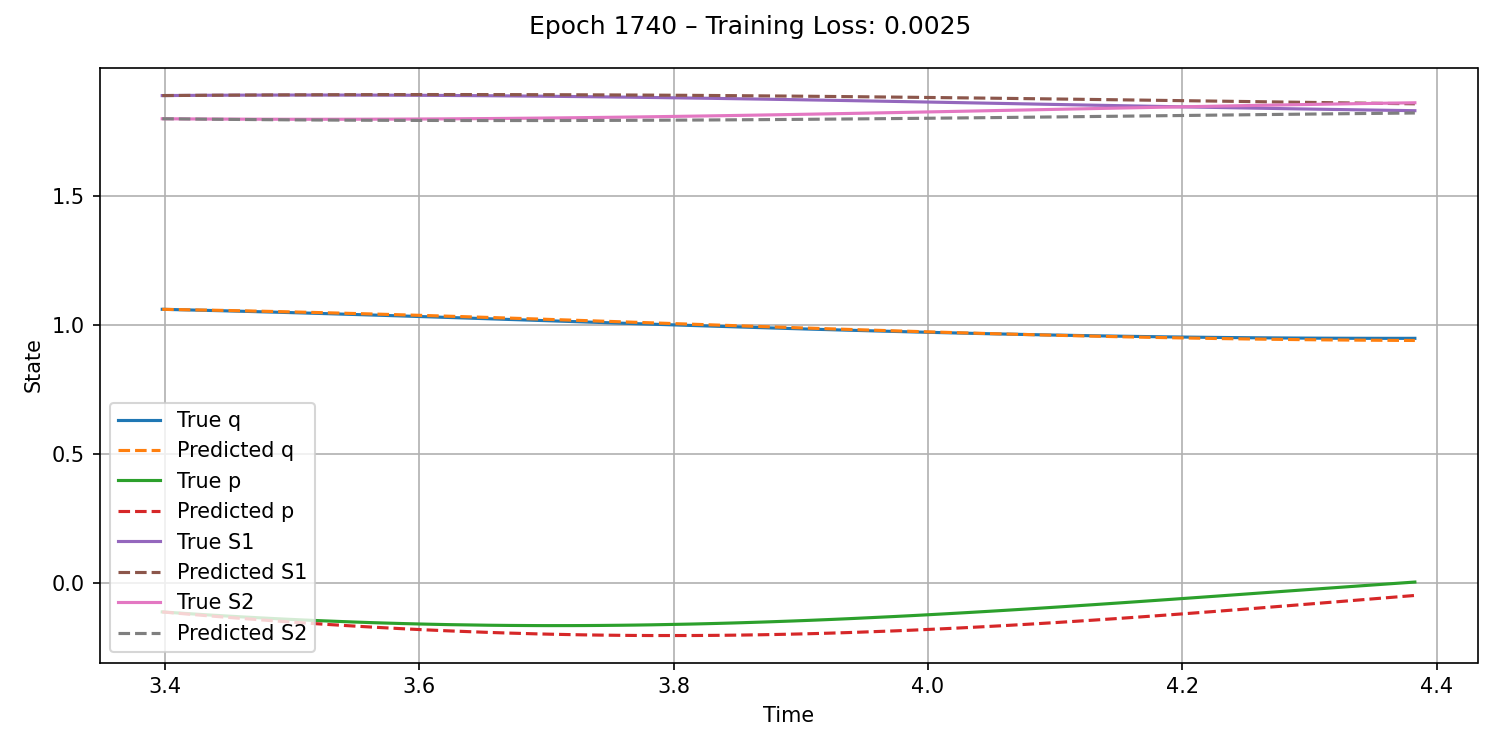 Epoch 1740 – Training Loss: 0.0025
State
1.5
1.0
0.5
0.0
True q
Predicted q
True p
Predicted p
True S1
Predicted S1
True S2
Predicted S2
3.4 3.6 3.8 4.0 4.2 4.4
Time